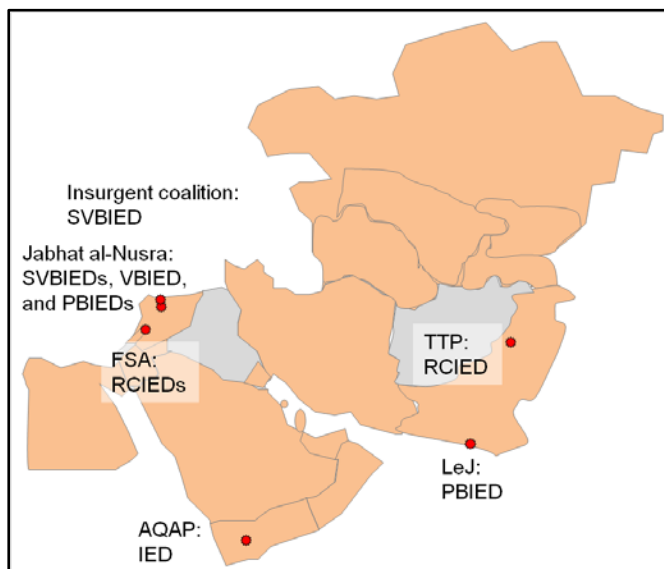 Insurgent coalition:
SVBIED
Jabhat al-Nusra:
SVBIEDs, VBIED,
and PBIEDs
FSA:
RCIEDs
TTP:
RCIED
LeJ:
PBIED
AQAP:
IED